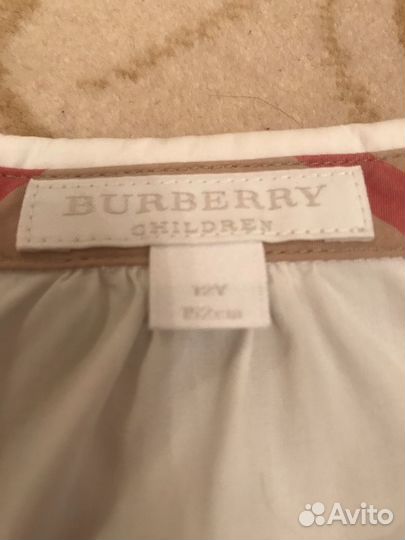 BURBERRY
CHILDREN
12Y
152cm
Avito